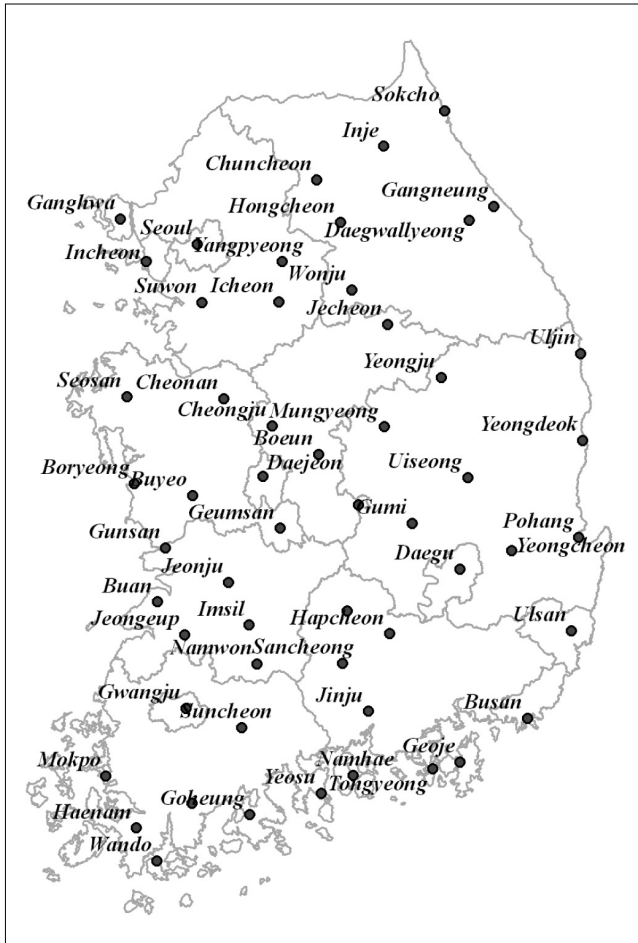 Sokcho
Inje
Chuncheon
Gangneung
Ganghwa
Hongcheon
Seoul
Daegwallyeong
Yangpyeong
Incheon
Wonju
Suwon
Icheon
Jecheon
Uljin
Yeongju
Seosan
Cheonan
Cheongju
Mungyeong
Yeongdeok
Boeun
Daejeon
Uiseong
Boryeong
Buyeo
Geumsan
Gumi
Pohang
Gunsan
Daegu
Yeongcheon
Jeonju
Buan
Jeongeup
Imsil
Hapcheon
Ulsan
Namwon
Sancheong
Gwangju
Suncheon
Jinju
Busan
Mokpo
Yeosu
Namhae
Geoje
Tongyeong
Goheung
Haenam
Wando